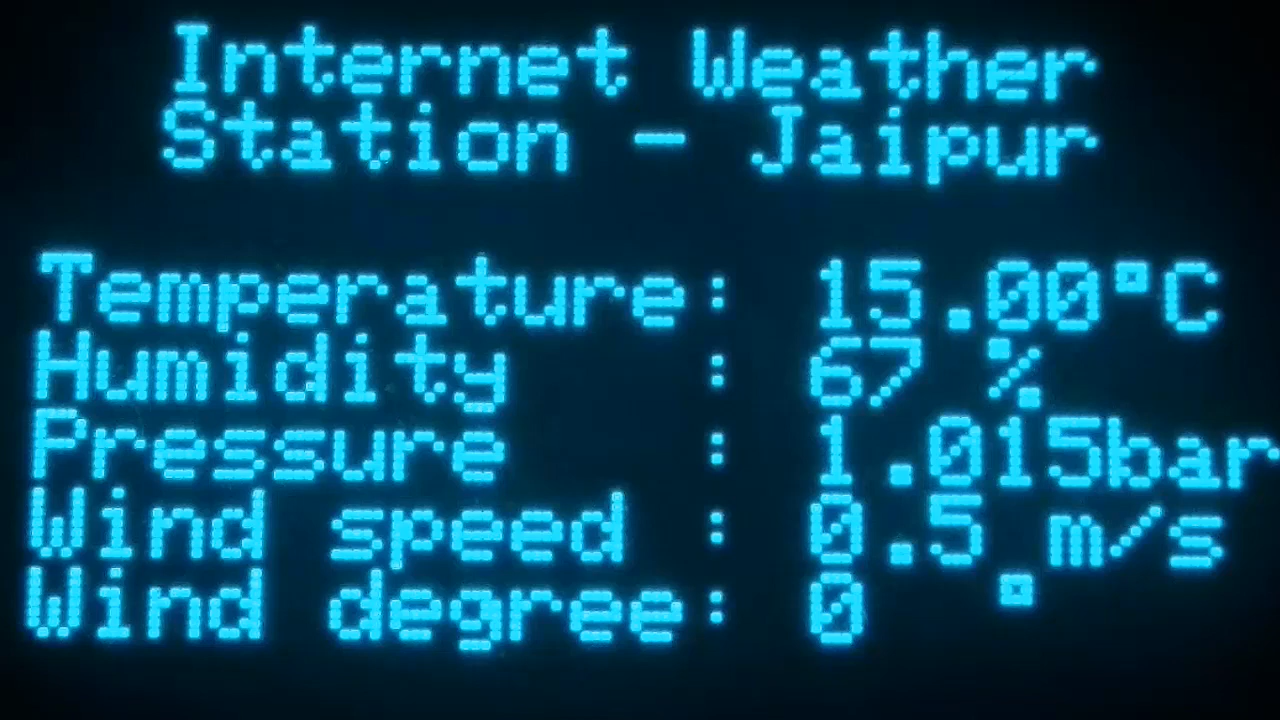 Internet Weather
Station - Jaipur
Temperature: 15.00°C
Humidity : 67 %
Pressure : 1.015bar
Wind speed : 0.5 m/s
Wind degree: 0 °